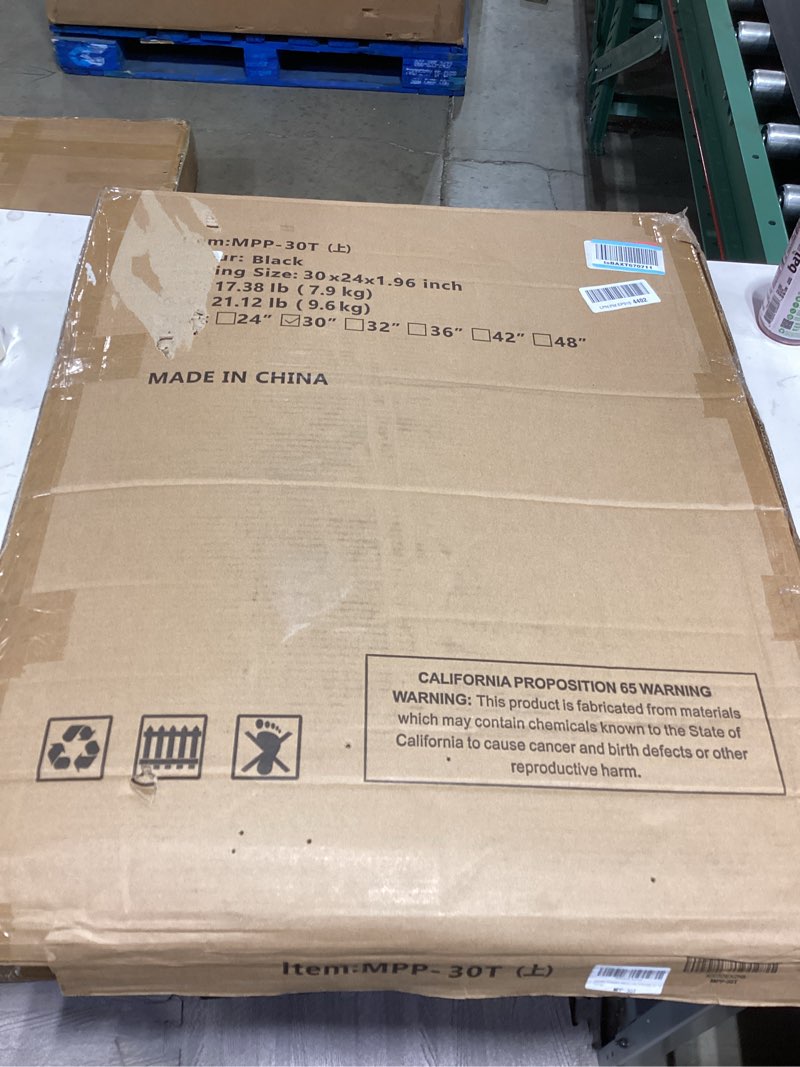 m:MPP-30T (上)
ur: Black
ing Size: 30x24x1.96 inch
17.38 lb (7.9 kg)
21.12 lb (9.6 kg)
: □24” ☑30” □32” □36” □42” □48”
MADE IN CHINA
4402
CALIFORNIA PROPOSITION 65 WARNING
WARNING: This product is fabricated from materials
which may contain chemicals known to the State of
California to cause cancer and birth defects or other
reproductive harm.
Item:MPP-30T (上)
MPP-30T